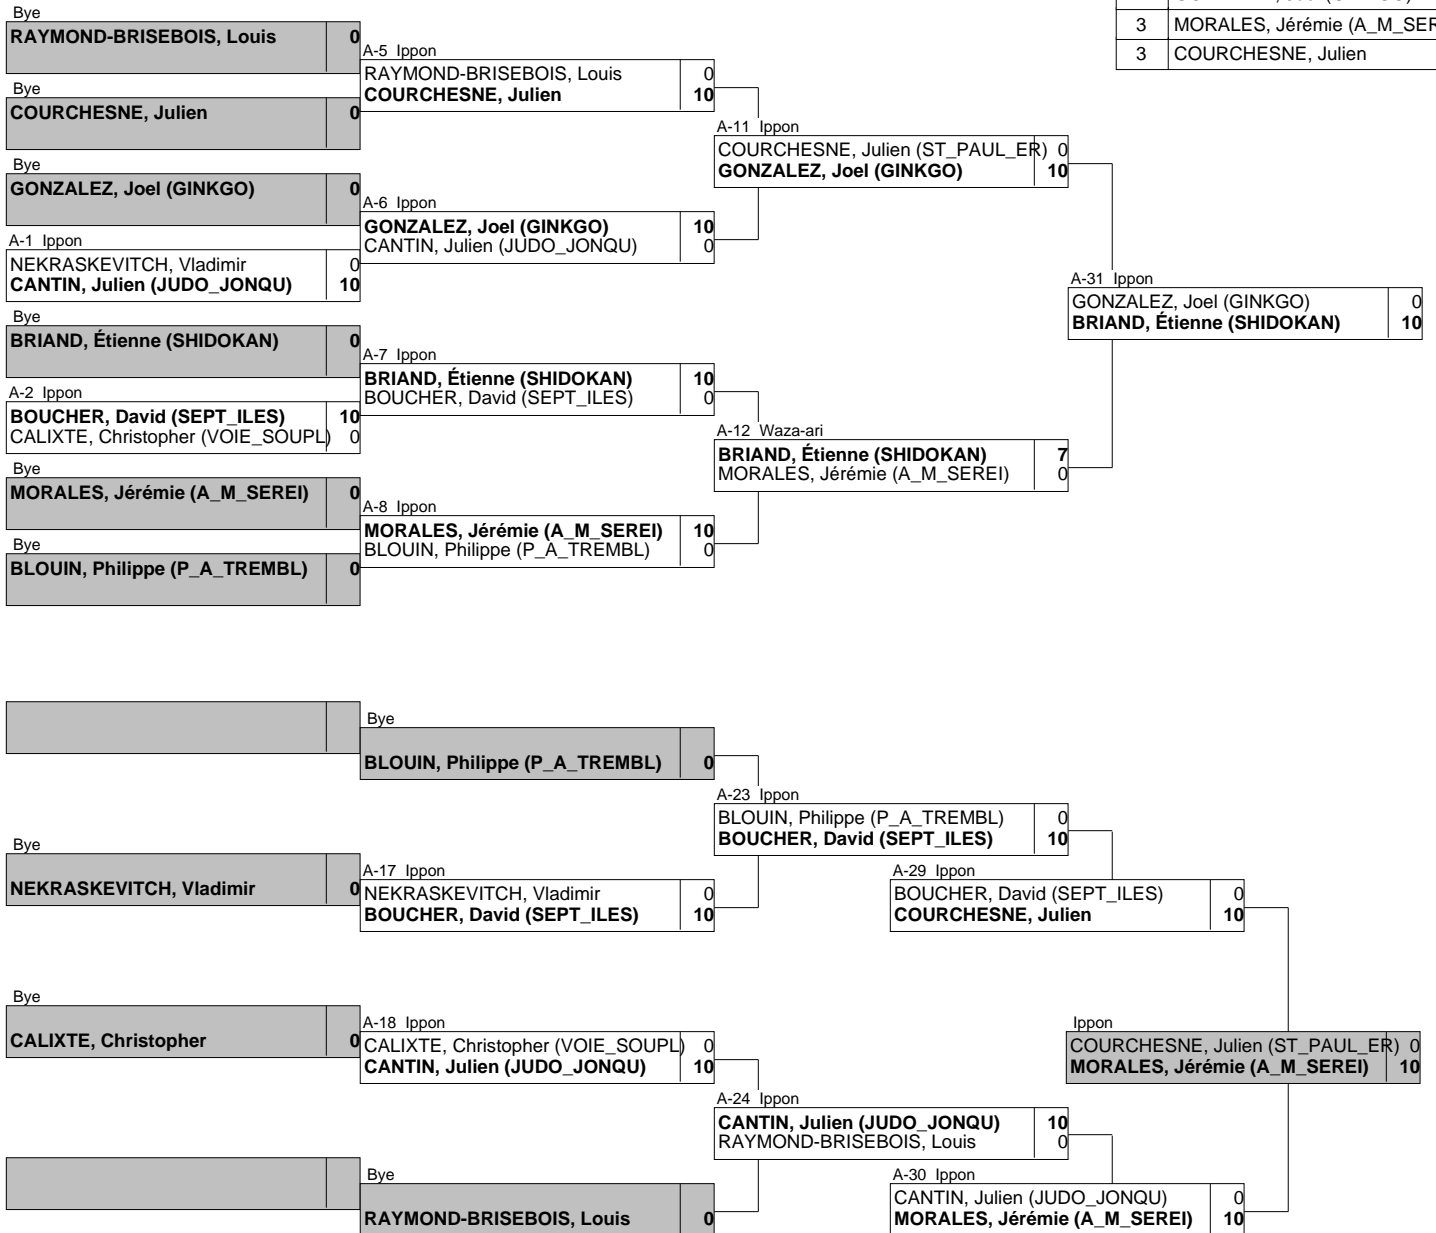 3 MORALES, Jérémie (A_M_SER
3 COURCHESNE, Julien
Bye
RAYMOND-BRISEBOIS, Louis 0
Bye
COURCHESNE, Julien 0
Bye
GONZALEZ, Joel (GINKGO) 0
A-1 Ippon
NEKRASKEVITCH, Vladimir 0
CANTIN, Julien (JUDO_JONQU) 10
Bye
BRIAND, Étienne (SHIDOKAN) 0
A-2 Ippon
BOUCHER, David (SEPT_ILES) 10
CALIXTE, Christopher (VOIE_SOUPL) 0
Bye
MORALES, Jérémie (A_M_SEREI) 0
Bye
BLOUIN, Philippe (P_A_TREMBL) 0
A-5 Ippon
RAYMOND-BRISEBOIS, Louis 0
COURCHESNE, Julien 10
A-6 Ippon
GONZALEZ, Joel (GINKGO) 10
CANTIN, Julien (JUDO_JONQU) 0
A-7 Ippon
BRIAND, Étienne (SHIDOKAN) 10
BOUCHER, David (SEPT_ILES) 0
A-8 Ippon
MORALES, Jérémie (A_M_SEREI) 10
BLOUIN, Philippe (P_A_TREMBL) 0
A-11 Ippon
COURCHESNE, Julien (ST_PAUL_ER) 0
GONZALEZ, Joel (GINKGO) 10
A-12 Waza-ari
BRIAND, Étienne (SHIDOKAN) 7
MORALES, Jérémie (A_M_SEREI) 0
A-31 Ippon
GONZALEZ, Joel (GINKGO) 0
BRIAND, Étienne (SHIDOKAN) 10
Bye
NEKRASKEVITCH, Vladimir 0
Bye
CALIXTE, Christopher 0
Bye
BLOUIN, Philippe (P_A_TREMBL) 0
A-17 Ippon
NEKRASKEVITCH, Vladimir 0
BOUCHER, David (SEPT_ILES) 10
A-18 Ippon
CALIXTE, Christopher (VOIE_SOUPL) 0
CANTIN, Julien (JUDO_JONQU) 10
Bye
RAYMOND-BRISEBOIS, Louis 0
A-23 Ippon
BLOUIN, Philippe (P_A_TREMBL) 0
BOUCHER, David (SEPT_ILES) 10
A-24 Ippon
CANTIN, Julien (JUDO_JONQU) 10
RAYMOND-BRISEBOIS, Louis 0
A-29 Ippon
BOUCHER, David (SEPT_ILES) 0
COURCHESNE, Julien 10
A-30 Ippon
CANTIN, Julien (JUDO_JONQU) 0
MORALES, Jérémie (A_M_SEREI) 10
Ippon
COURCHESNE, Julien (ST_PAUL_ER) 0
MORALES, Jérémie (A_M_SEREI) 10